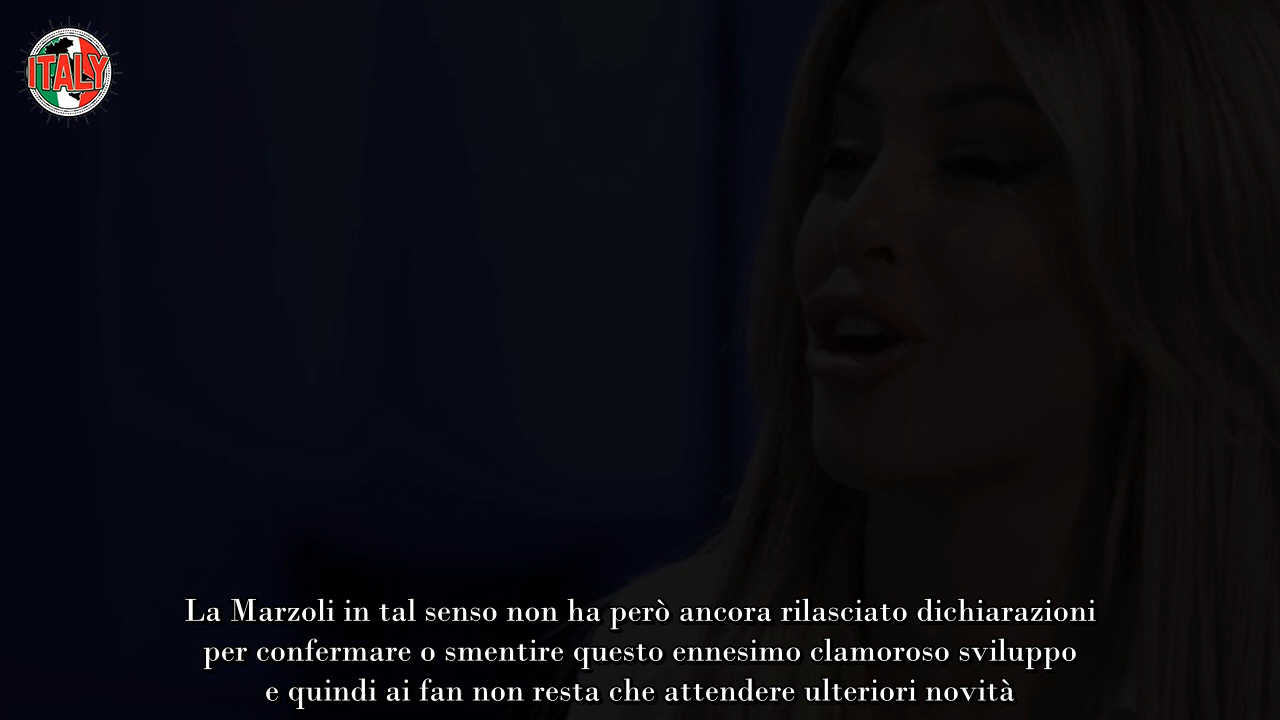 ITALY
La Marzoli in tal senso non ha però ancora rilasciato dichiarazioni
per confermare o smentire questo ennesimo clamoroso sviluppo
e quindi ai fan non resta che attendere ulteriori novità